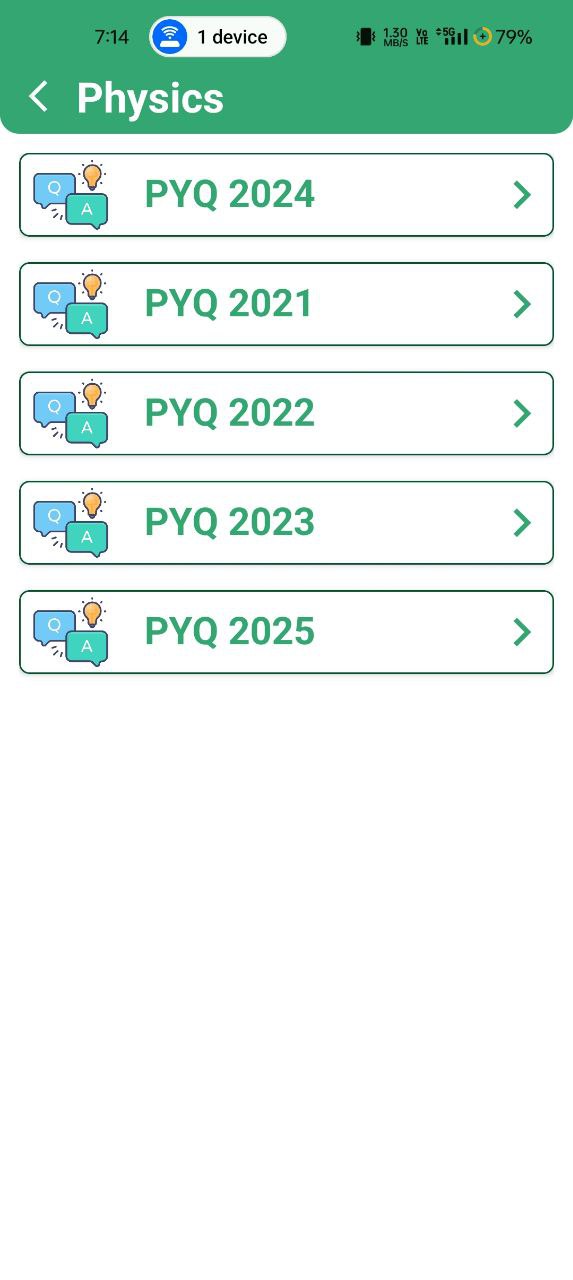 7:14 1 device 1.30 MB/S Vo LTE 5G 79%
Physics
Q A PYQ 2024
Q A PYQ 2021
Q A PYQ 2022
Q A PYQ 2023
Q A PYQ 2025